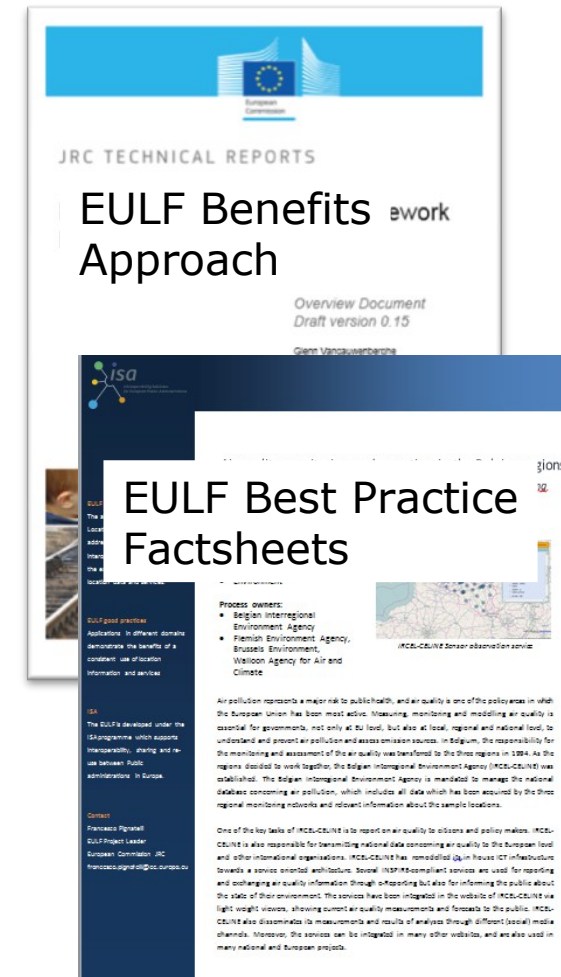 European
Commission
JRC TECHNICAL REPORTS
EULF Benefits ework
Approach
Overview Document
Draft version 0.15
Glenn Vancauwenberghe
isa
gions
EULF Best Practice
Factsheets
EULF
The
Locat
addre
Intero
the e
location data and services.
Environment
Process owners:
Belgian Interregional
Environment Agency
Flemish Environment Agency,
Brussels Environment,
Walloon Agency for Air and
Climate
IRCEL-CELINE Sensor observation service
EULF good practices
Applications in different domains
demonstrate the benefits of a
consistent use of location
information and services
ISA
The EULF is developed under the
ISA programme which supports
interoperability, sharing and re-
use between Public
administrations in Europe.
Contact
Francesco Pignatelli
EULF Project Leader
European Commission JRC
francesco.pignatelli@jrc.ec.europa.eu
Air pollution represents a major risk to public health, and air quality is one of the policy areas in which
the European Union has been most active. Measuring, monitoring and modelling air quality is
essential for governments, not only at EU level, but also at local, regional and national level, to
understand and prevent air pollution and assess emission sources. In Belgium, the responsibility for
the monitoring and assessment of the air quality was transferred to the three regions in 1994. As the
regions decided to work together, the Belgian Interregional Environment Agency (IRCEL-CELINE) was
established. The Belgian Interregional Environment Agency is mandated to manage the national
database concerning air pollution, which includes all data which has been acquired by the three
regional monitoring networks and relevant information about the sample locations.
One of the key tasks of IRCEL-CELINE is to report on air quality to citizens and policy makers. IRCEL-
CELINE is also responsible for transmitting national data concerning air quality to the European level
and other international organisations. IRCEL-CELINE has remodelled its in house ICT infrastructure
towards a service oriented architecture. Several INSPIRE-compliant services are used for reporting
and exchanging air quality information through e-Reporting but also for informing the public about
the state of their environment. The services have been integrated in the website of IRCEL-CELINE via
light weight viewers, showing current air quality measurements and forecasts to the public. IRCEL-
CELINE also disseminates its measurements and results of analyses through different (social) media
channels. Moreover, the services can be integrated in many other websites, and are also used in
many national and European projects.